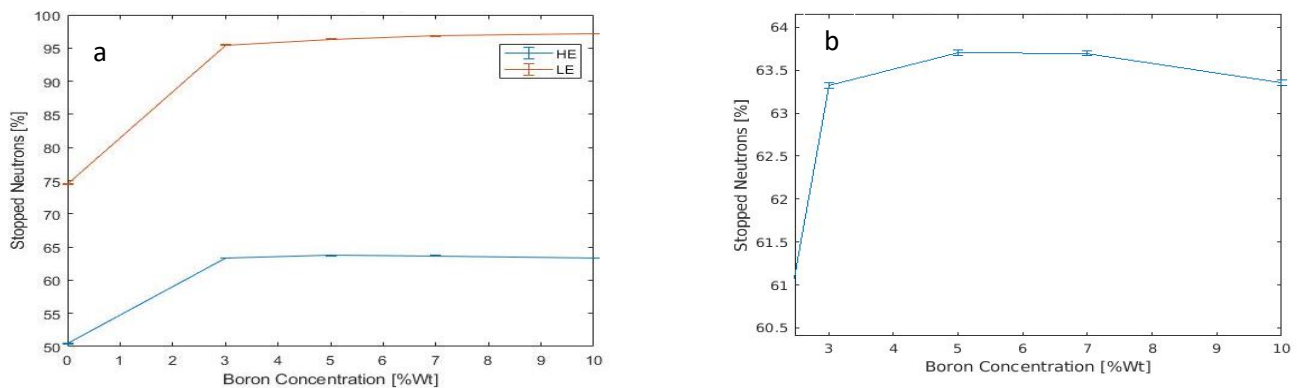 a
100
95
90
85
80
75
70
65
60
55
50
Stopped Neutrons [%]
HE
LE
0 1 2 3 4 5 6 7 8 9 10
Boron Concentration [%Wt]
b
64
63.5
63
62.5
62
61.5
61
60.5
Stopped Neutrons [%]
3 4 5 6 7 8 9 10
Boron Concentration [%Wt]